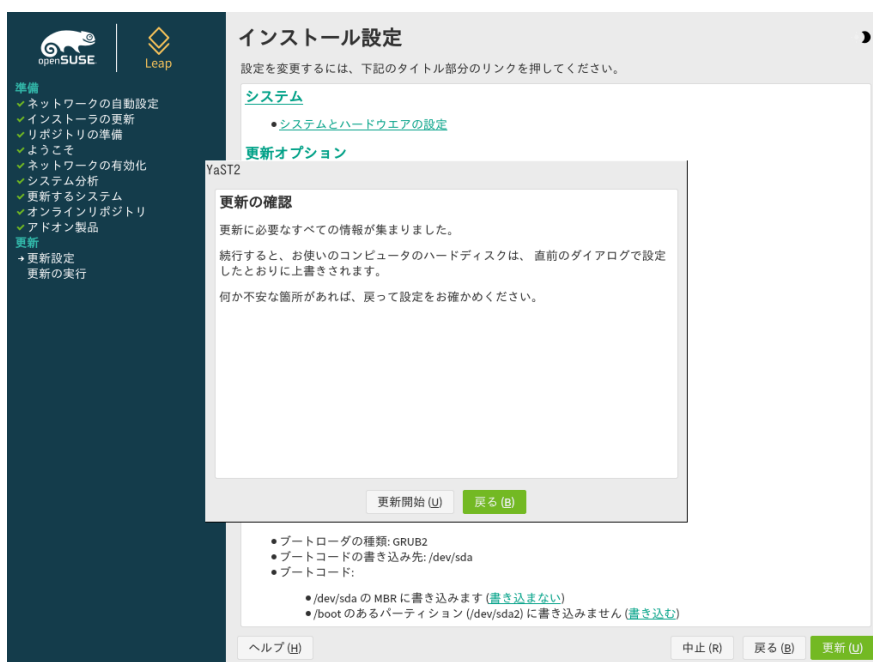 openSUSE
Leap
準備
ネットワークの自動設定
インストーラの更新
リポジトリの準備
ようこそ
ネットワークの有効化
システム分析
更新するシステム
オンラインリポジトリ
アドオン製品
更新
更新設定
更新の実行
インストール設定
設定を変更するには、下記のタイトル部分のリンクを押してください。
システム
システムとハードウエアの設定
更新オプション
YaST2
更新の確認
更新に必要なすべての情報が集まりました。
続行すると、お使いのコンピュータのハードディスクは、 直前のダイアログで設定
したとおりに上書きされます。
何か不安な箇所があれば、戻って設定をお確かめください。
更新開始 (U)
戻る (B)
ブートローダの種類: GRUB2
ブートコードの書き込み先: /dev/sda
ブートコード:
/dev/sda の MBR に書き込みます (書き込まない)
/boot のあるパーティション (/dev/sda2) に書き込みません (書き込む)
ヘルプ (H)
中止 (R)
戻る (B)
更新 (U)